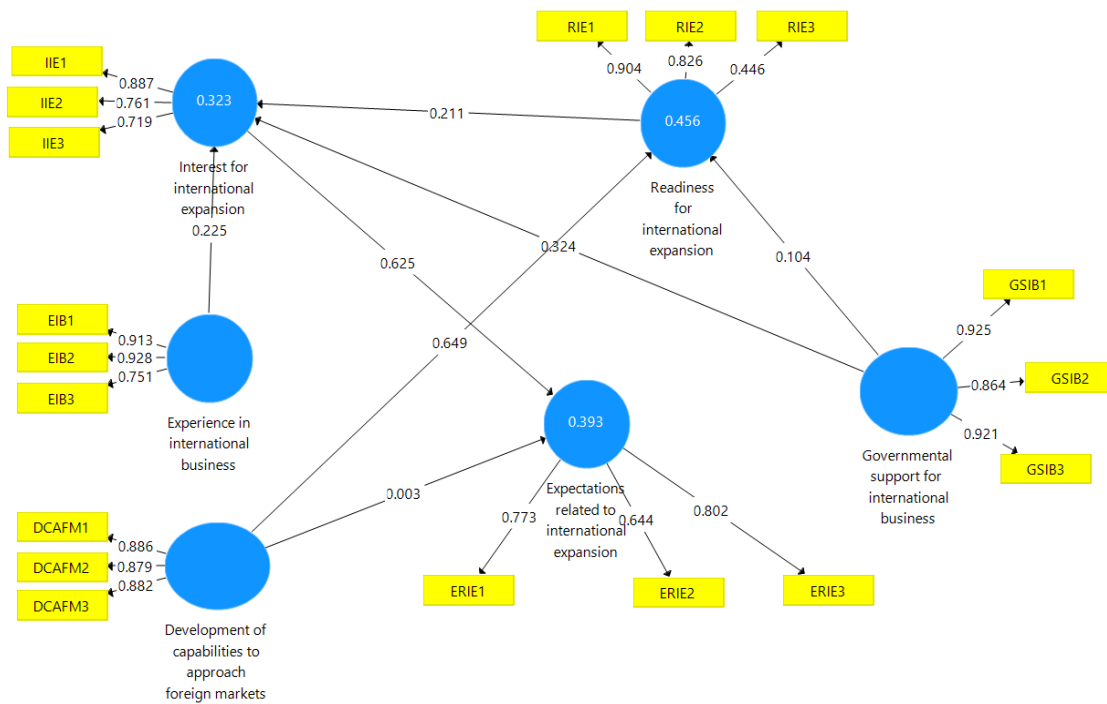 RIE1
RIE2
RIE3
0.904
0.826
0.446
IIE1
IIE2
IIE3
0.887
0.761
0.719
0.323
0.211
0.456
Interest for
international
expansion
Readiness
for
international
expansion
0.225
0.625
0.324
0.104
0.649
EIB1
EIB2
EIB3
0.913
0.928
0.751
Experience in
international
business
GSIB1
GSIB2
GSIB3
0.925
0.864
0.921
Governmental
support for
international
business
0.393
Expectations
related to
international
expansion
0.003
0.773
0.644
0.802
ERIE1
ERIE2
ERIE3
DCAFM1
DCAFM2
DCAFM3
0.886
0.879
0.882
Development of
capabilities to
approach
foreign markets